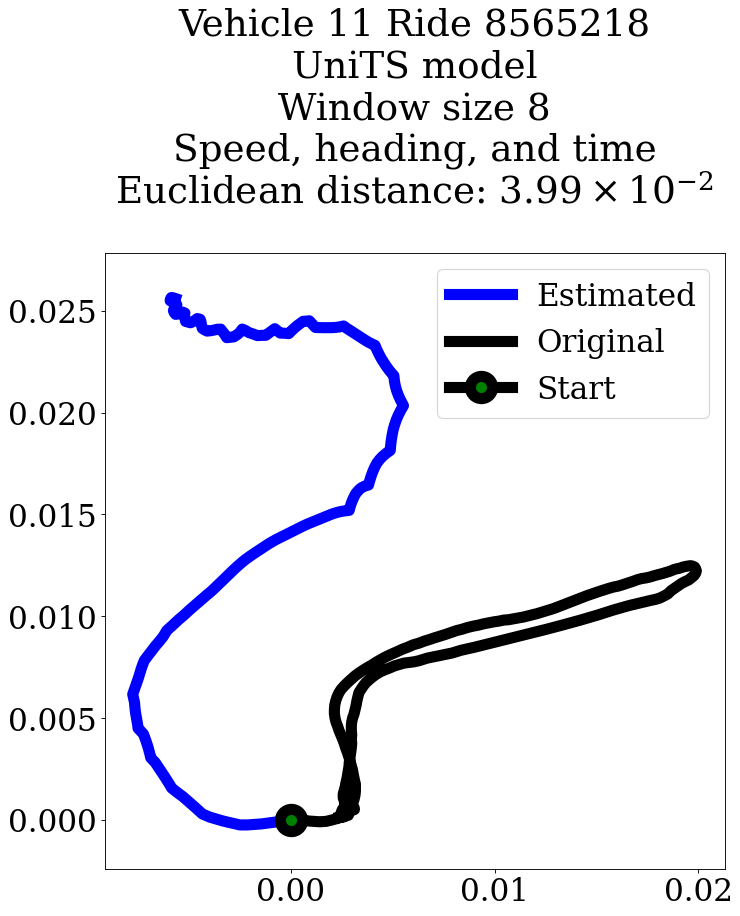 Vehicle 11 Ride 8565218
UniTS model
Window size 8
Speed, heading, and time
Euclidean distance: 3.99 × 10⁻²
Estimated
Original
Start
0.025
0.020
0.015
0.010
0.005
0.000
0.00 0.01 0.02